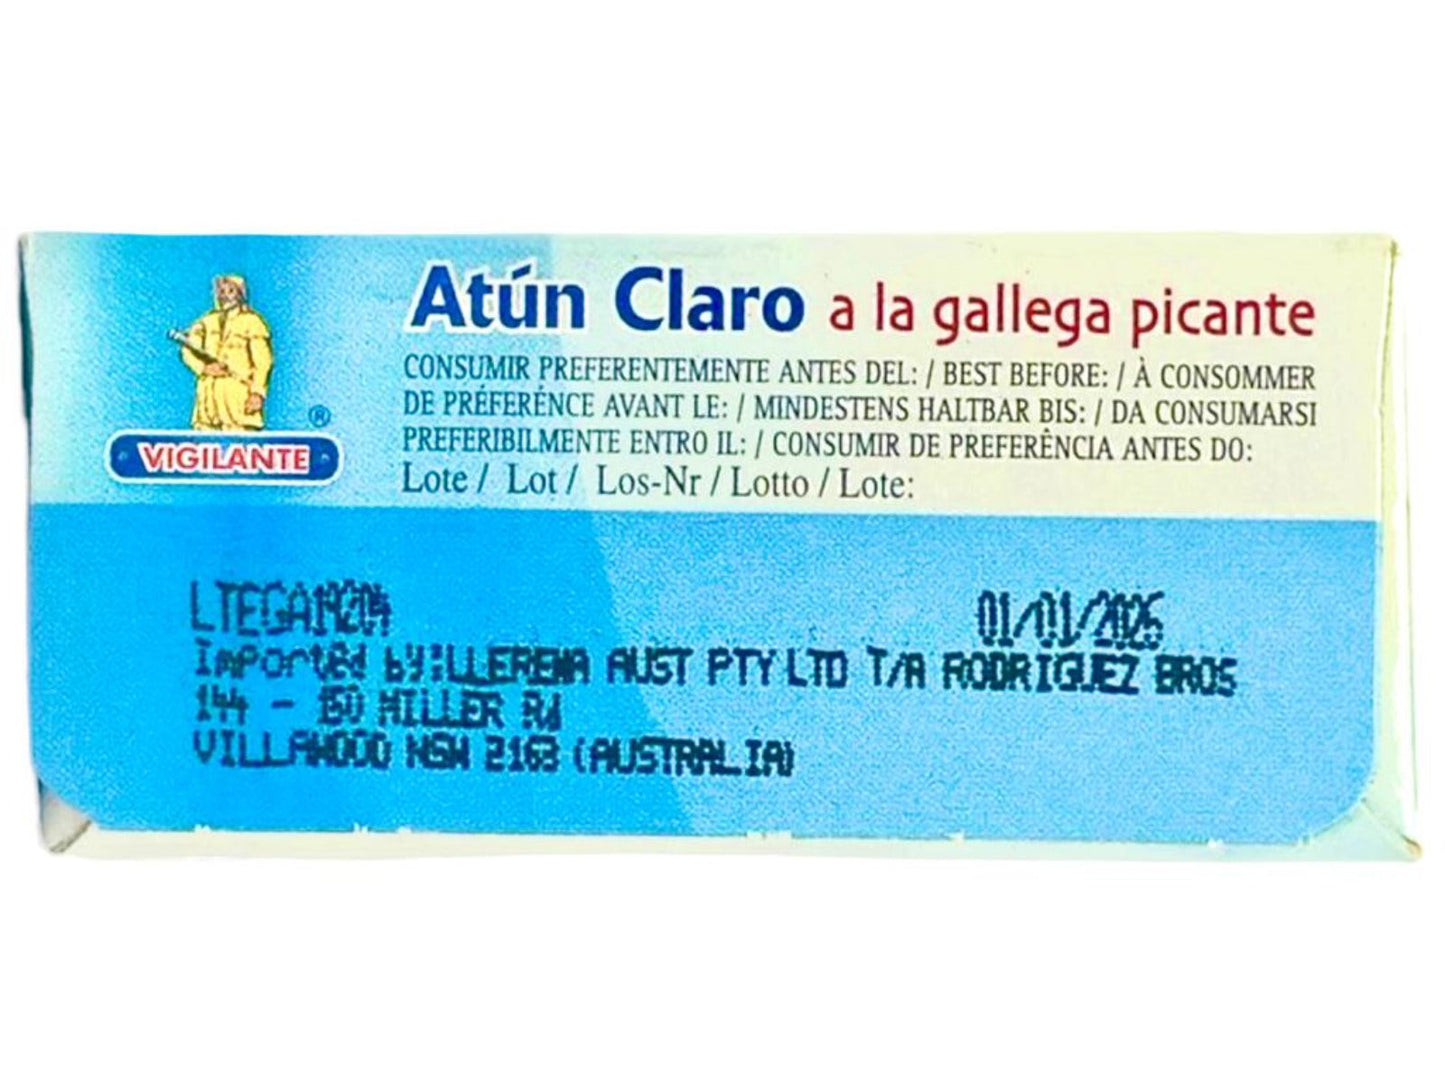 Atún Claro a la gallega picante
CONSUMIR PREFERENTEMENTE ANTES DEL: / BEST BEFORE: / À CONSOMMER
DE PRÉFERÉNCE AVANT LE: / MINDESTENS HALTBAR BIS: / DA CONSUMARSI
PREFERIBILMENTE ENTRO IL: / CONSUMIR DE PREFERÊNCIA ANTES DO:
Lote / Lot / Los-Nr / Lotto / Lote:
®
VIGILANTE
LTEGA19204 01/01/2026
Imported by:LLERENA AUST PTY LTD T/A RODRIGUEZ BROS
144 - 150 MILLER Rd
VILLAWOOD NSW 2163 (AUSTRALIA)